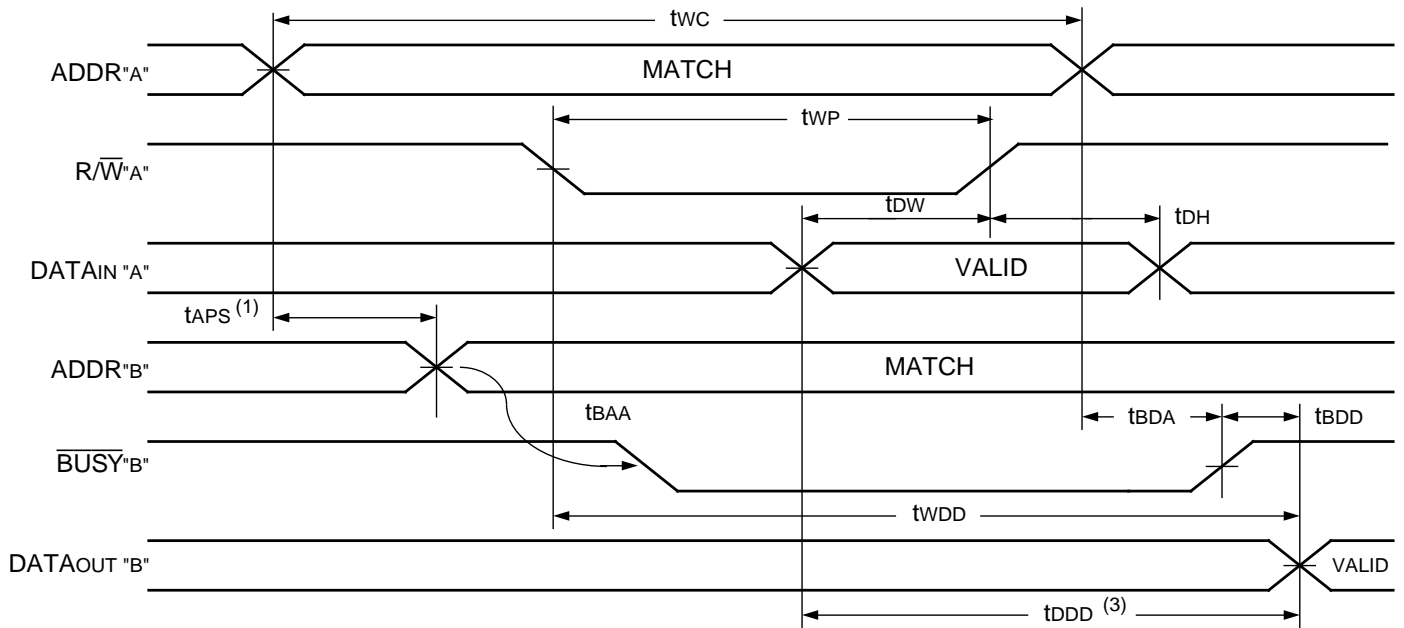 tWC
ADDR"A"
MATCH
tWP
R/W̅"A"
tDW
tDH
DATAIN "A"
VALID
tAPS (1)
ADDR"B"
MATCH
tBAA
tBDA
tBDD
B̅U̅S̅Y̅"B"
tWDD
DATAOUT "B"
VALID
tDDD (3)